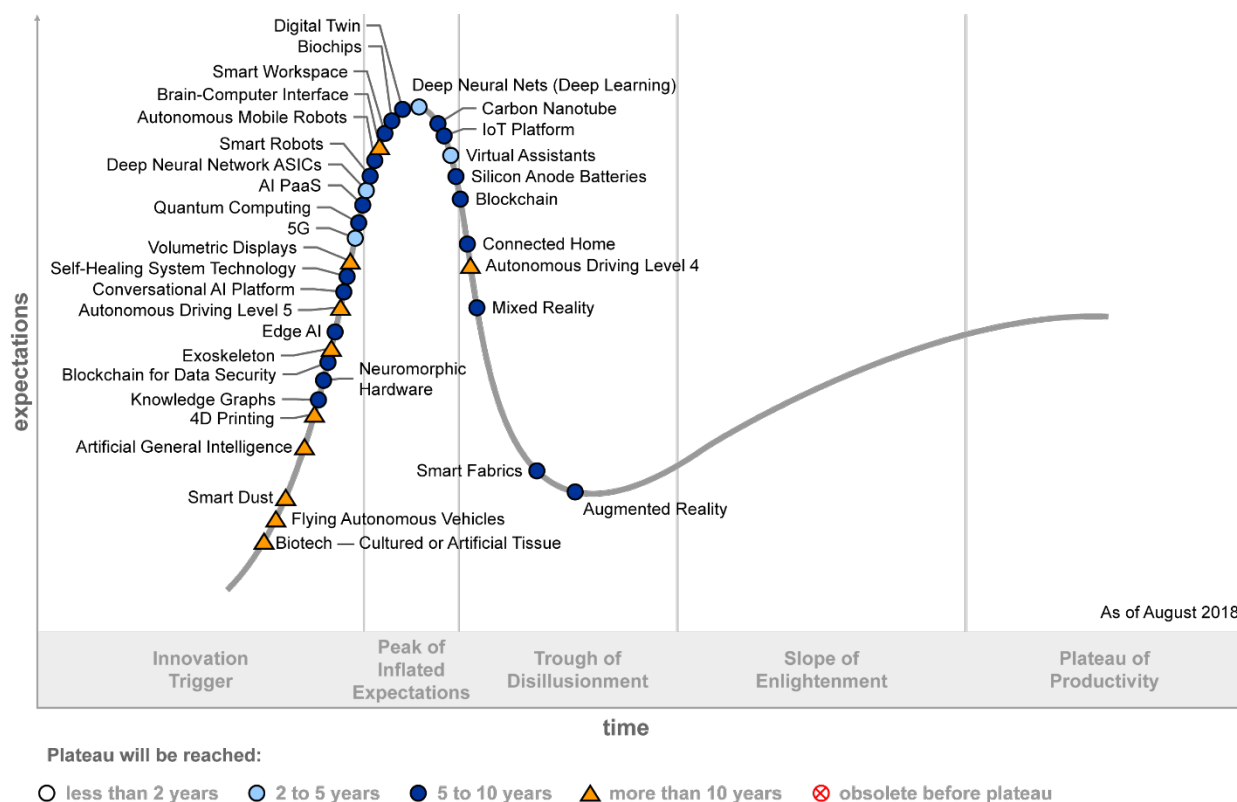 Digital Twin
Biochips
Smart Workspace
Brain-Computer Interface
Autonomous Mobile Robots
Smart Robots
Deep Neural Network ASICs
AI PaaS
Quantum Computing
5G
Volumetric Displays
Self-Healing System Technology
Conversational AI Platform
Autonomous Driving Level 5
Edge AI
Exoskeleton
Blockchain for Data Security
Neuromorphic
Hardware
Knowledge Graphs
4D Printing
Artificial General Intelligence
Smart Dust
Flying Autonomous Vehicles
Biotech — Cultured or Artificial Tissue
Deep Neural Nets (Deep Learning)
Carbon Nanotube
IoT Platform
Virtual Assistants
Silicon Anode Batteries
Blockchain
Connected Home
Autonomous Driving Level 4
Mixed Reality
Smart Fabrics
Augmented Reality
expectations
As of August 2018
Innovation
Trigger
Peak of
Inflated
Expectations
Trough of
Disillusionment
Slope of
Enlightenment
Plateau of
Productivity
time
Plateau will be reached:
less than 2 years
2 to 5 years
5 to 10 years
more than 10 years
obsolete before plateau